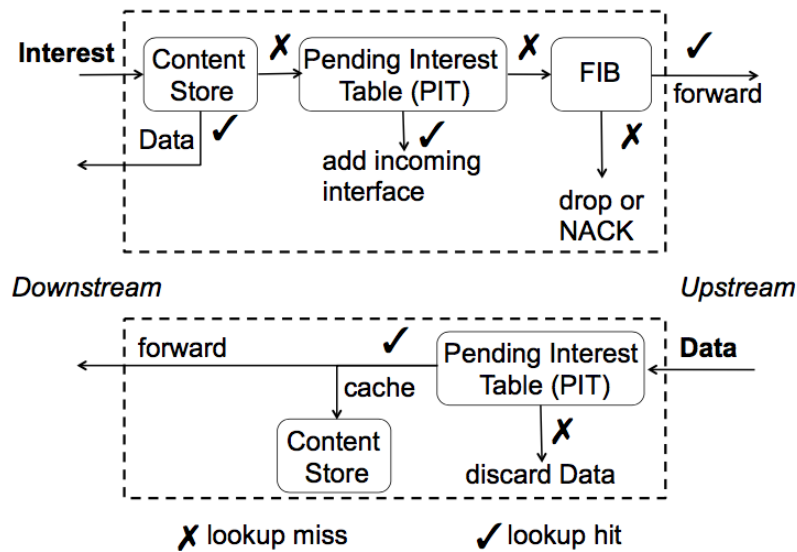 Interest
Content
Store
✗
Pending Interest
Table (PIT)
✗
FIB
✓
forward
Data
✓
✓
add incoming
interface
✗
drop or
NACK
Downstream
Upstream
forward
✓
Pending Interest
Table (PIT)
Data
cache
Content
Store
✗
discard Data
✗ lookup miss
✓ lookup hit